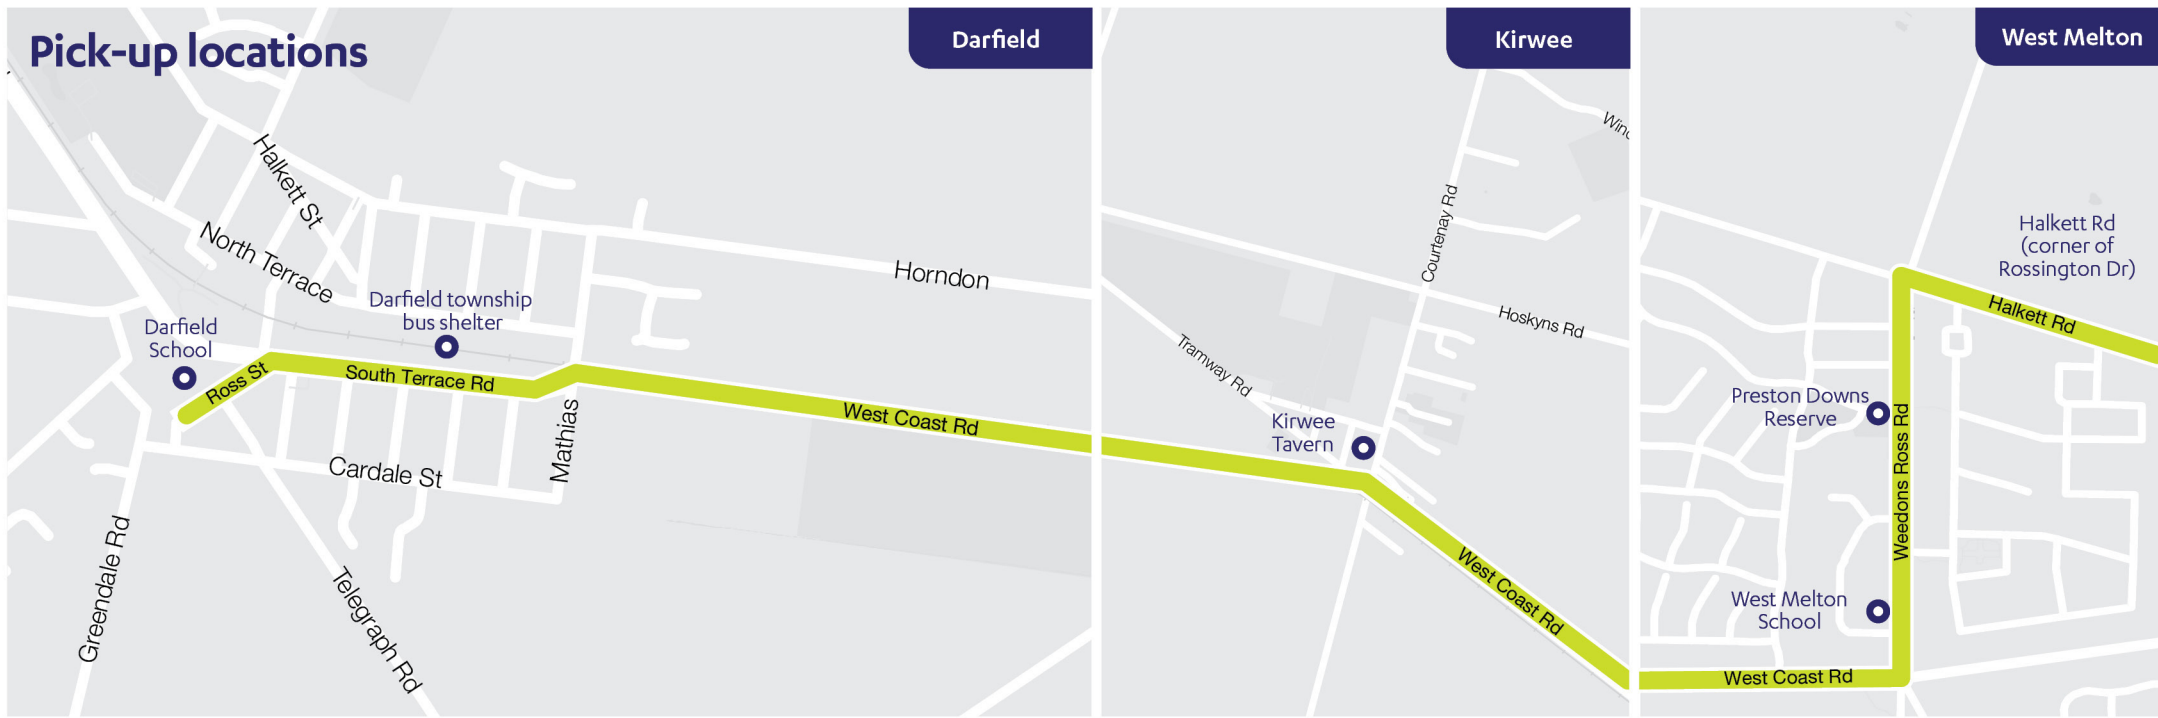 Pick-up locations
Darfield
Halkett St
North Terrace
Horndon
Darfield township
bus shelter
Darfield
School
Ross St
South Terrace Rd
West Coast Rd
Mathias
Cardale St
Greendale Rd
Telegraph Rd
Kirwee
Courtenay Rd
Hoskyns Rd
Tramway Rd
Kirwee
Tavern
West Coast Rd
West Melton
Halkett Rd
(corner of
Rossington Dr)
Halkett Rd
Preston Downs
Reserve
Weedons Ross Rd
West Melton
School
West Coast Rd